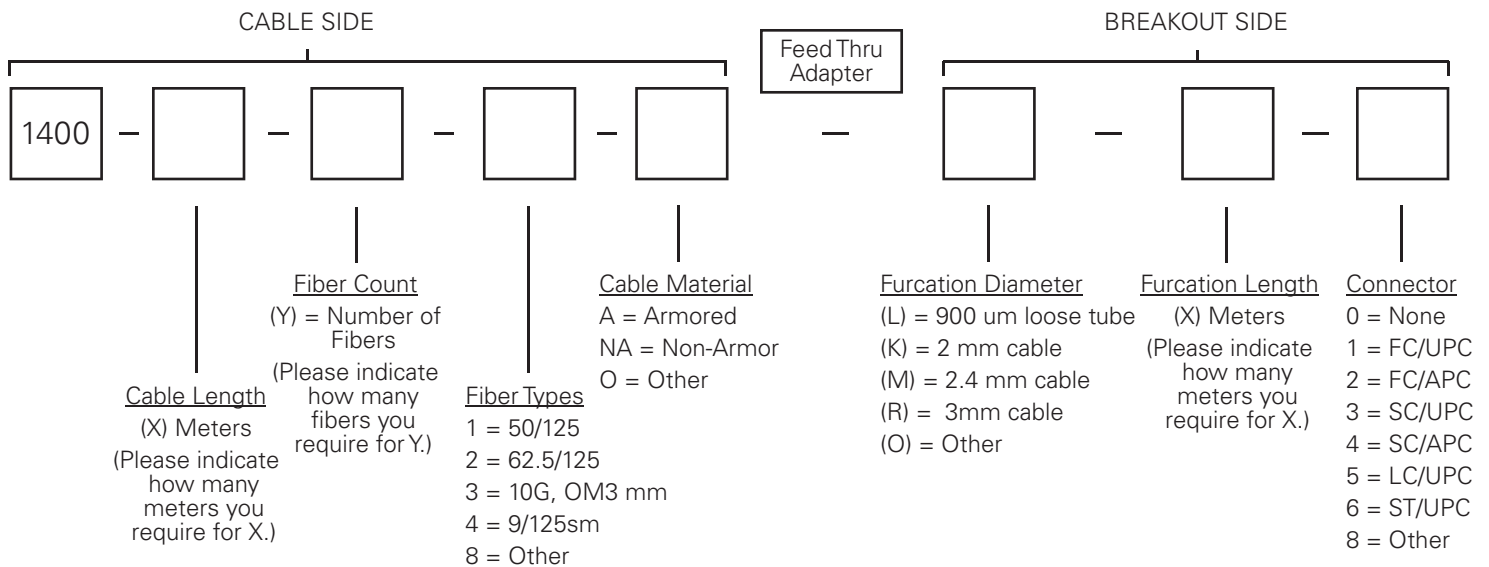 CABLE SIDE
Feed Thru
Adapter
BREAKOUT SIDE
1400 – – – – – – –
Cable Length
(X) Meters
(Please indicate
how many
meters you
require for X.)
Fiber Count
(Y) = Number of
Fibers
(Please indicate
how many
fibers you
require for Y.)
Fiber Types
1 = 50/125
2 = 62.5/125
3 = 10G, OM3 mm
4 = 9/125sm
8 = Other
Cable Material
A = Armored
NA = Non-Armor
O = Other
Furcation Diameter
(L) = 900 um loose tube
(K) = 2 mm cable
(M) = 2.4 mm cable
(R) = 3mm cable
(O) = Other
Furcation Length
(X) Meters
(Please indicate
how many
meters you
require for X.)
Connector
0 = None
1 = FC/UPC
2 = FC/APC
3 = SC/UPC
4 = SC/APC
5 = LC/UPC
6 = ST/UPC
8 = Other